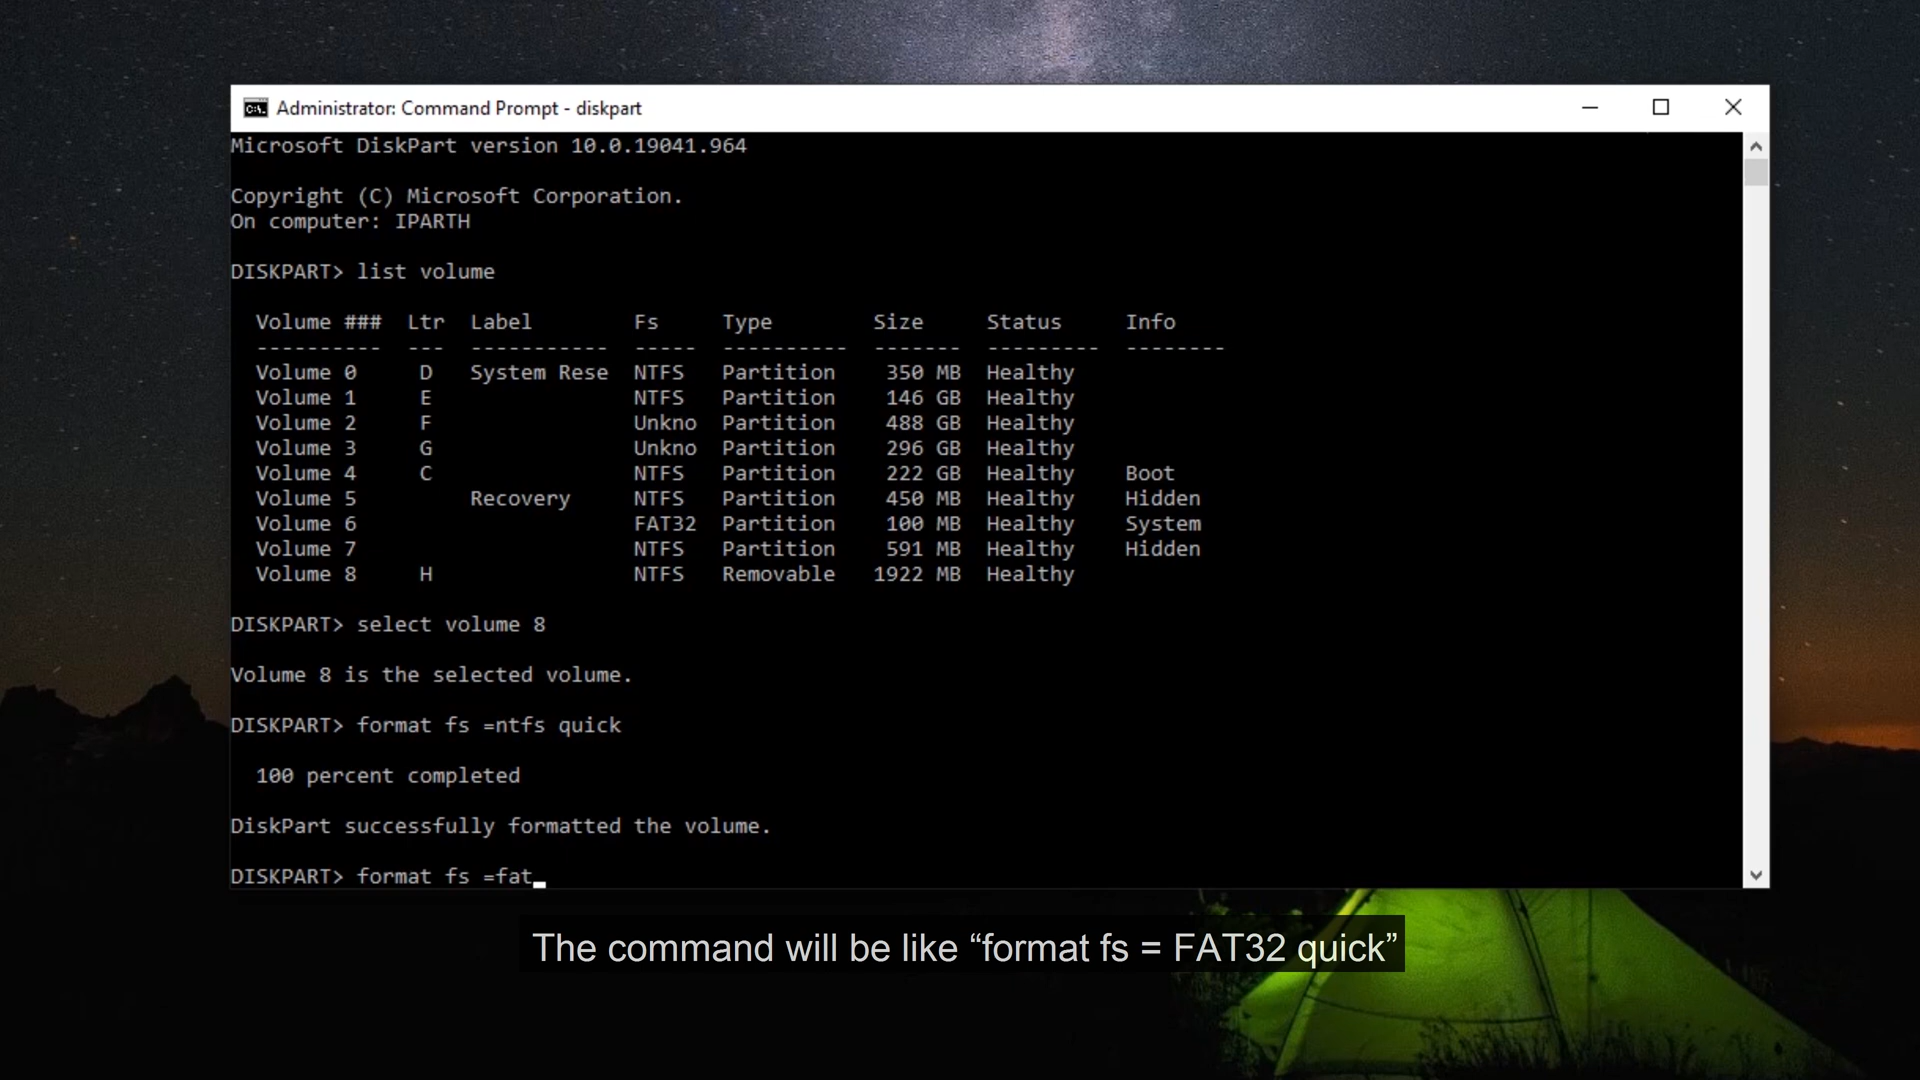 Administrator: Command Prompt - diskpart
Microsoft DiskPart version 10.0.19041.964
Copyright (C) Microsoft Corporation.
On computer: IPARTH
DISKPART> list volume
Volume ### Ltr Label Fs Type Size Status Info
---------- --- ----------- ----- ---------- ------- --------- --------
Volume 0 D System Rese NTFS Partition 350 MB Healthy
Volume 1 E NTFS Partition 146 GB Healthy
Volume 2 F Unkno Partition 488 GB Healthy
Volume 3 G Unkno Partition 296 GB Healthy
Volume 4 C NTFS Partition 222 GB Healthy Boot
Volume 5 Recovery NTFS Partition 450 MB Healthy Hidden
Volume 6 FAT32 Partition 100 MB Healthy System
Volume 7 NTFS Partition 591 MB Healthy Hidden
Volume 8 H NTFS Removable 1922 MB Healthy
DISKPART> select volume 8
Volume 8 is the selected volume.
DISKPART> format fs =ntfs quick
100 percent completed
DiskPart successfully formatted the volume.
DISKPART> format fs =fat
The command will be like “format fs = FAT32 quick”